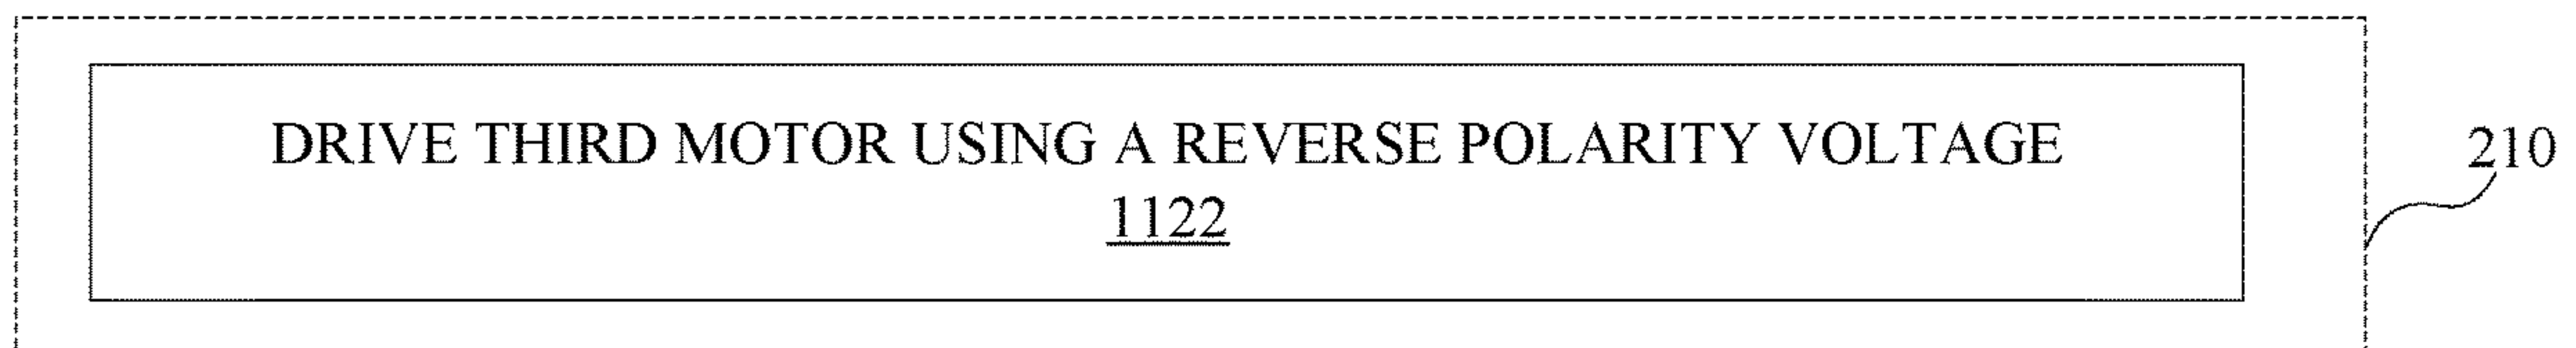 DRIVE THIRD MOTOR USING A REVERSE POLARITY VOLTAGE
1122
210